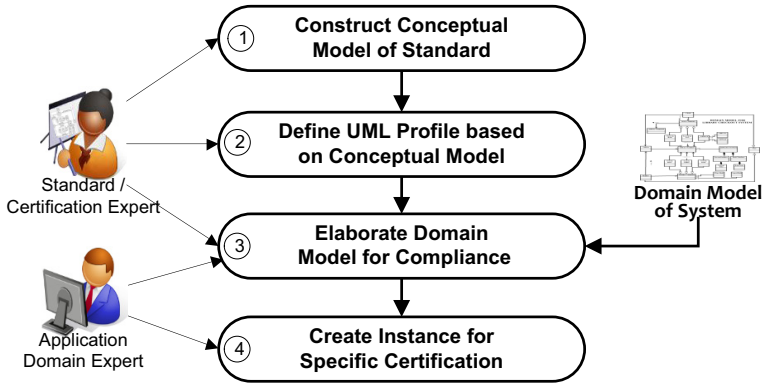 1
Construct Conceptual
Model of Standard
2
Define UML Profile based
on Conceptual Model
Standard /
Certification Expert
Domain Model
of System
3
Elaborate Domain
Model for Compliance
Application
Domain Expert
4
Create Instance for
Specific Certification